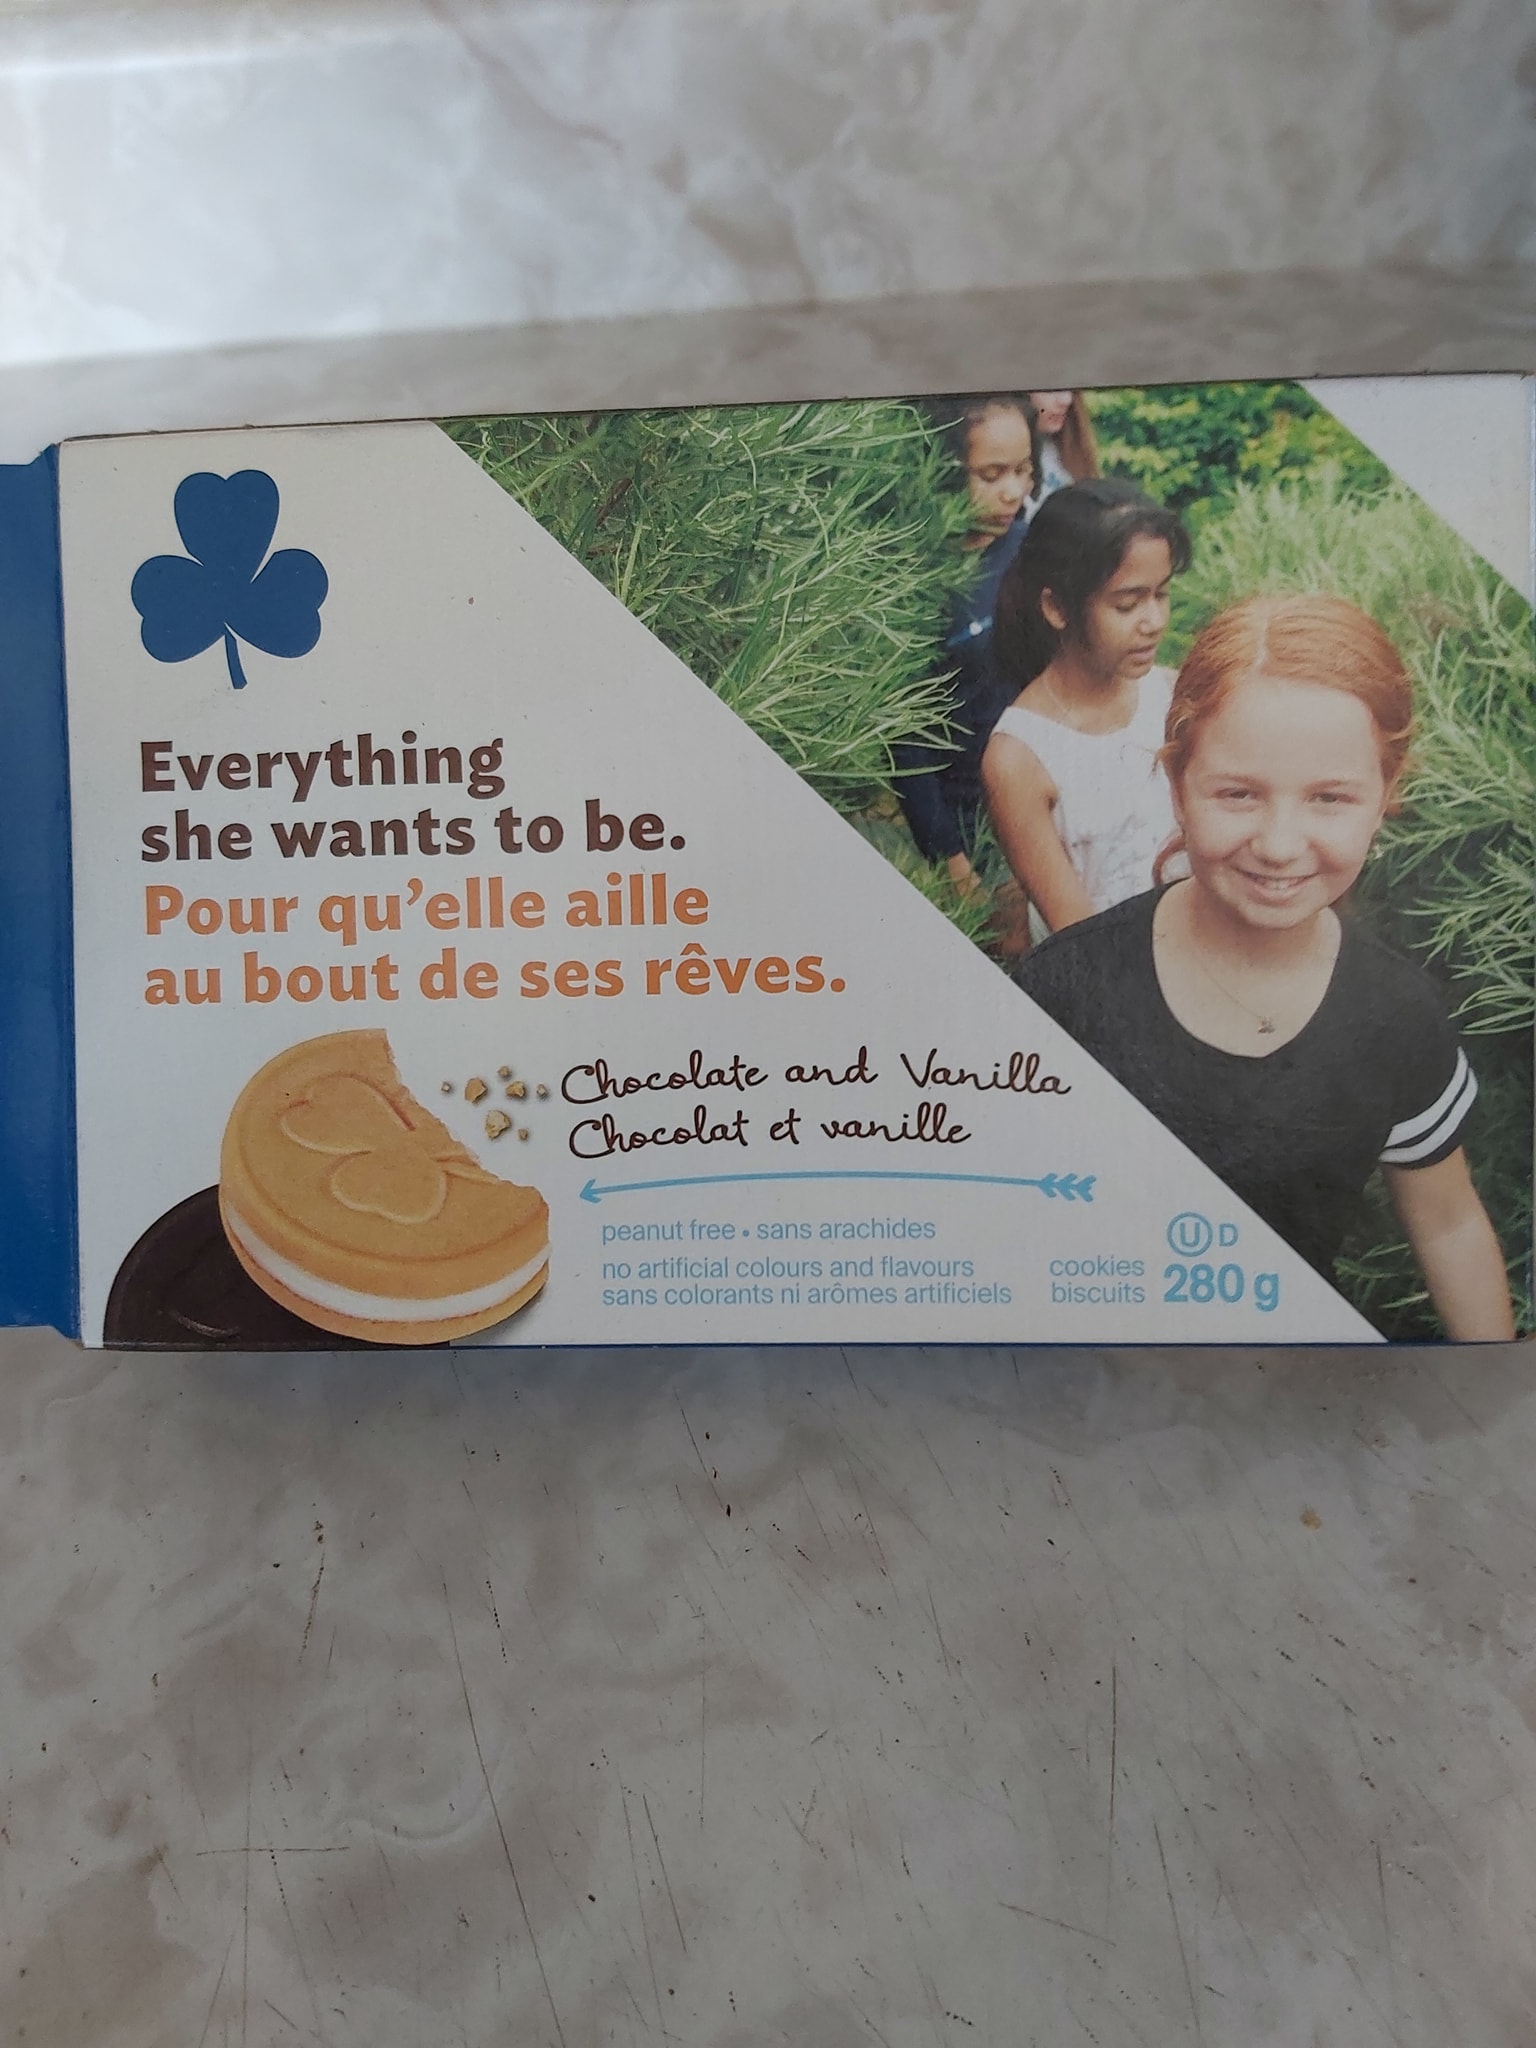 Everything
she wants to be.
Pour qu'elle aille
au bout de ses rêves.
Chocolate and Vanilla
Chocolat et vanille
peanut free • sans arachides
no artificial colours and flavours
sans colorants ni arômes artificiels
cookies
biscuits
U D
280 g